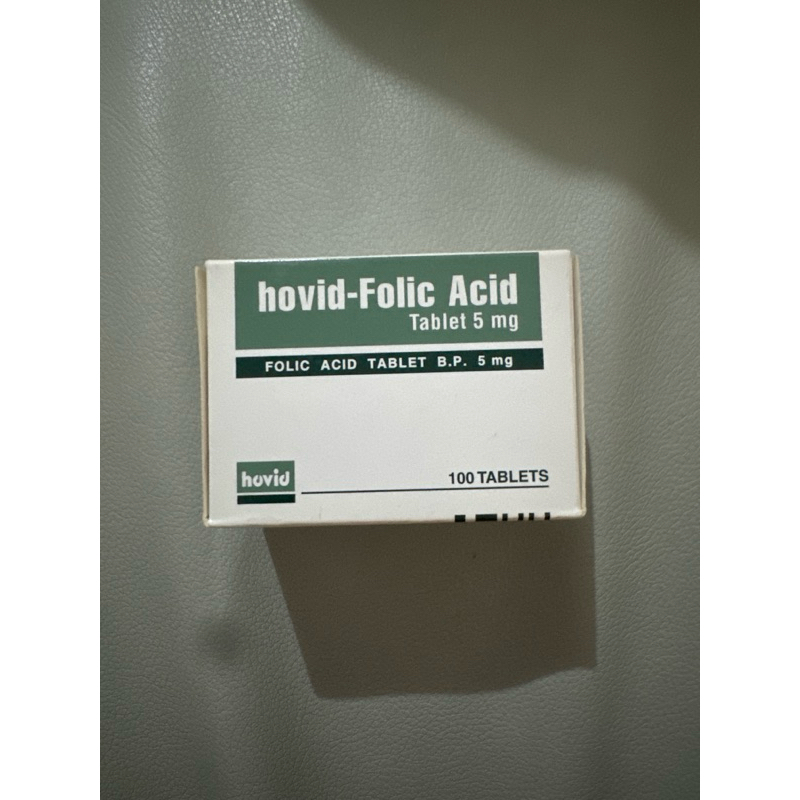 hovid-Folic Acid
Tablet 5 mg
FOLIC ACID TABLET B.P. 5 mg
hovid
100 TABLETS